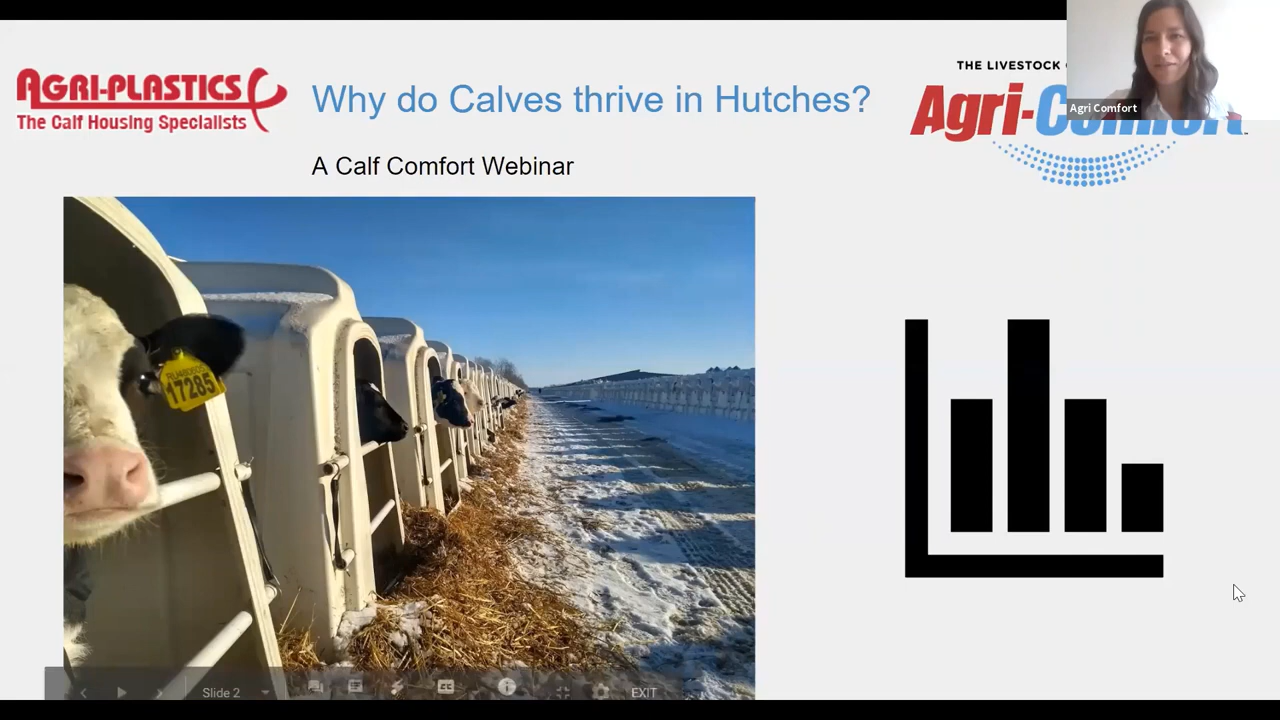 AGRI-PLASTICS
The Calf Housing Specialists
Why do Calves thrive in Hutches?
A Calf Comfort Webinar
THE LIVESTOCK
Agri-Comfort
Agri Comfort
17285
Slide 2
EXIT